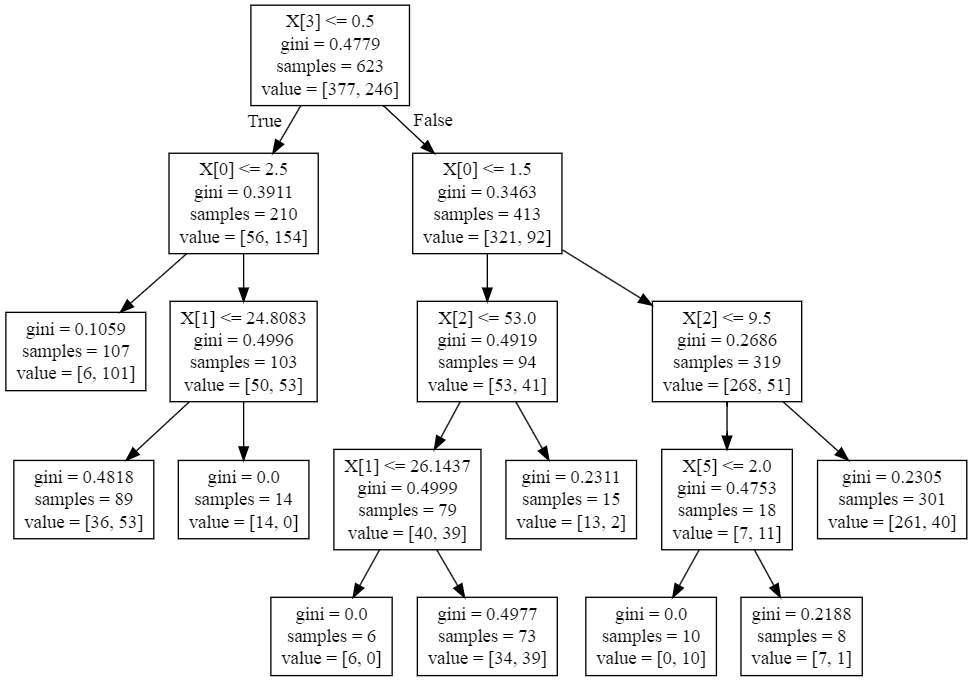 X[3] <= 0.5
gini = 0.4779
samples = 623
value = [377, 246]
True
False
X[0] <= 2.5
gini = 0.3911
samples = 210
value = [56, 154]
X[0] <= 1.5
gini = 0.3463
samples = 413
value = [321, 92]
gini = 0.1059
samples = 107
value = [6, 101]
X[1] <= 24.8083
gini = 0.4996
samples = 103
value = [50, 53]
X[2] <= 53.0
gini = 0.4919
samples = 94
value = [53, 41]
X[2] <= 9.5
gini = 0.2686
samples = 319
value = [268, 51]
gini = 0.4818
samples = 89
value = [36, 53]
gini = 0.0
samples = 14
value = [14, 0]
X[1] <= 26.1437
gini = 0.4999
samples = 79
value = [40, 39]
gini = 0.2311
samples = 15
value = [13, 2]
X[5] <= 2.0
gini = 0.4753
samples = 18
value = [7, 11]
gini = 0.2305
samples = 301
value = [261, 40]
gini = 0.0
samples = 6
value = [6, 0]
gini = 0.4977
samples = 73
value = [34, 39]
gini = 0.0
samples = 10
value = [0, 10]
gini = 0.2188
samples = 8
value = [7, 1]